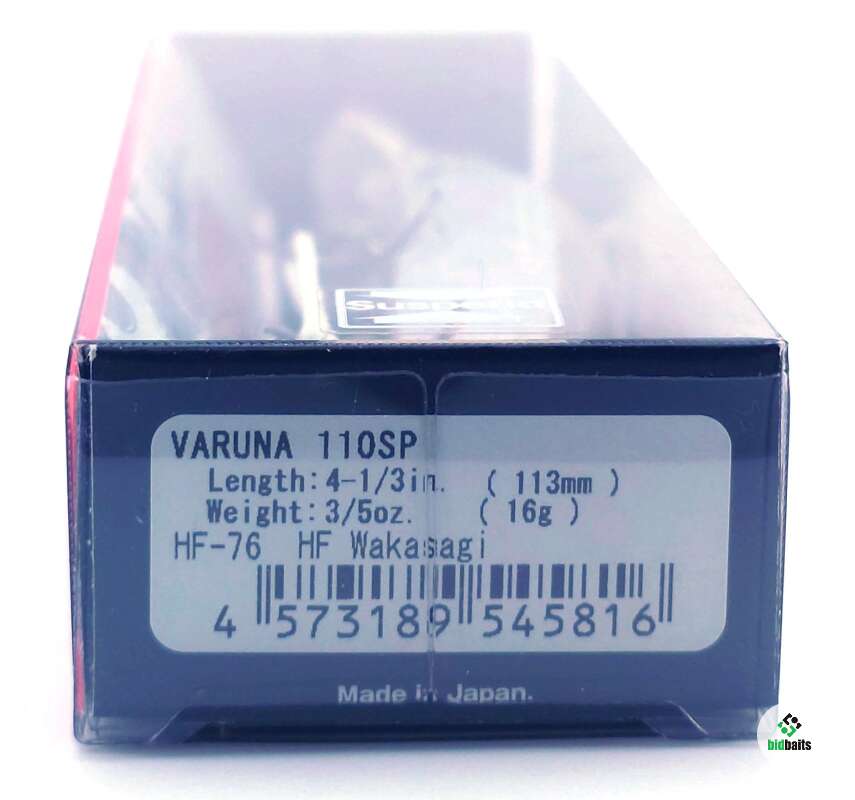 VARUNA 110SP
Length:4-1/3in. ( 113mm )
Weight:3/5oz. ( 16g )
HF-76 HF Wakasagi
4 573189 545816
Made in Japan.
bidbaits